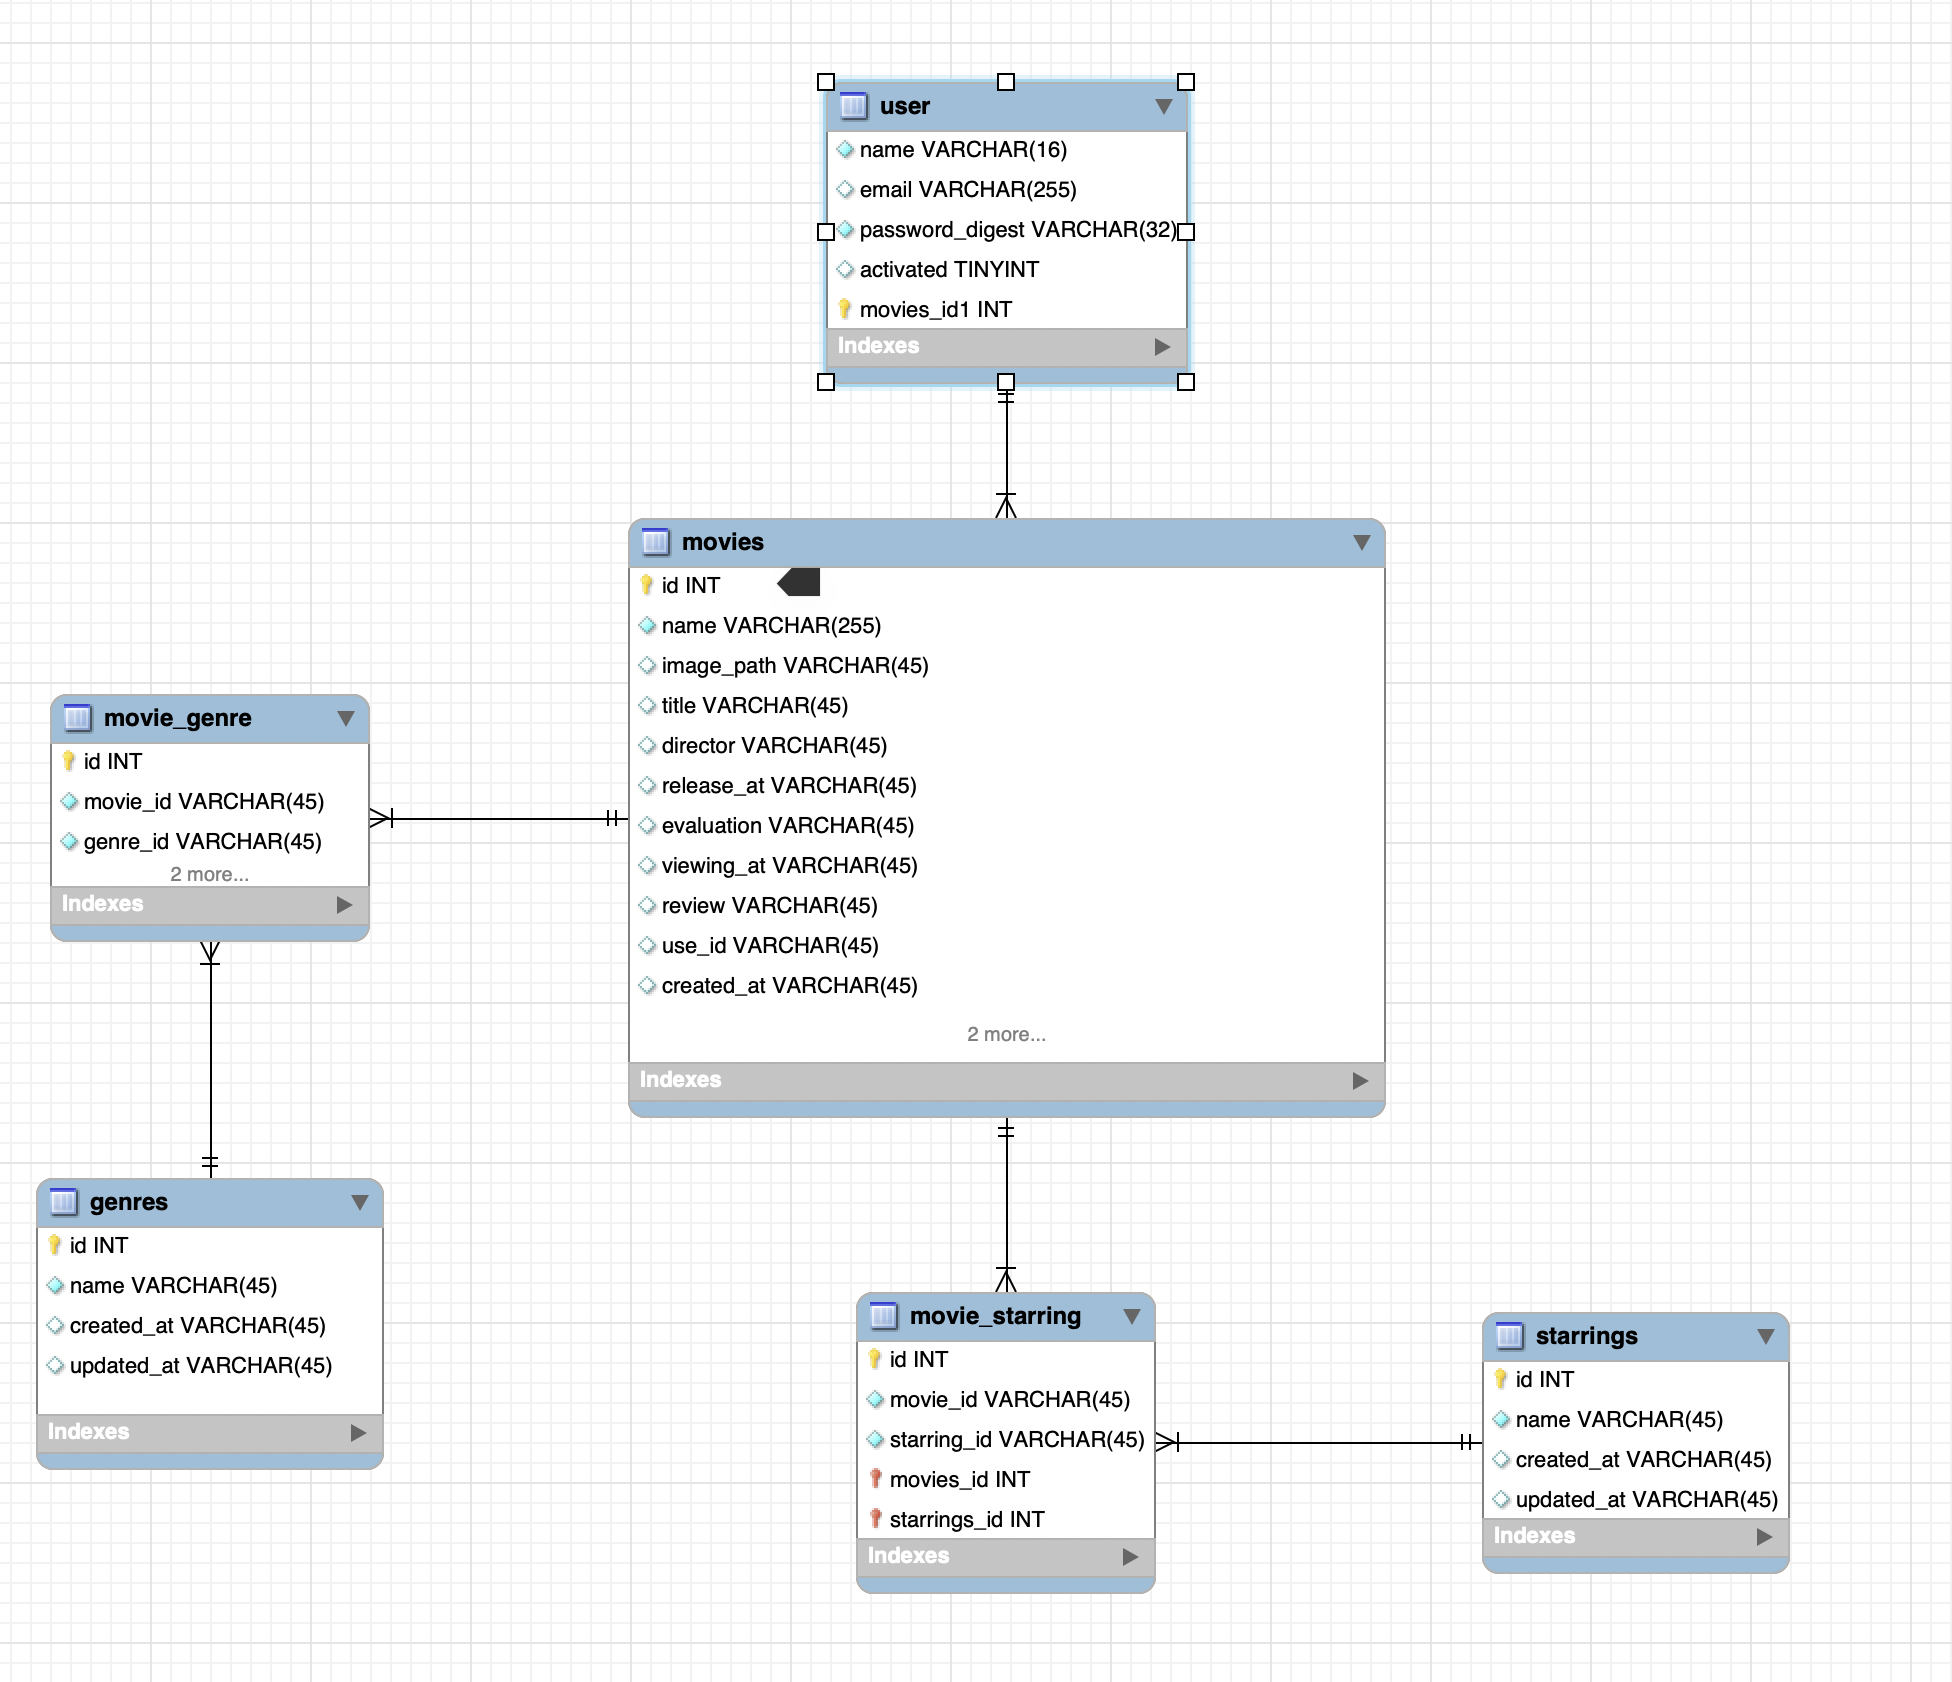 user
name VARCHAR(16)
email VARCHAR(255)
password_digest VARCHAR(32)
activated TINYINT
movies_id1 INT
Indexes
movies
id INT
name VARCHAR(255)
image_path VARCHAR(45)
title VARCHAR(45)
director VARCHAR(45)
release_at VARCHAR(45)
evaluation VARCHAR(45)
viewing_at VARCHAR(45)
review VARCHAR(45)
use_id VARCHAR(45)
created_at VARCHAR(45)
2 more...
Indexes
movie_genre
id INT
movie_id VARCHAR(45)
genre_id VARCHAR(45)
2 more...
Indexes
genres
id INT
name VARCHAR(45)
created_at VARCHAR(45)
updated_at VARCHAR(45)
Indexes
movie_starring
id INT
movie_id VARCHAR(45)
starring_id VARCHAR(45)
movies_id INT
starrings_id INT
Indexes
starrings
id INT
name VARCHAR(45)
created_at VARCHAR(45)
updated_at VARCHAR(45)
Indexes